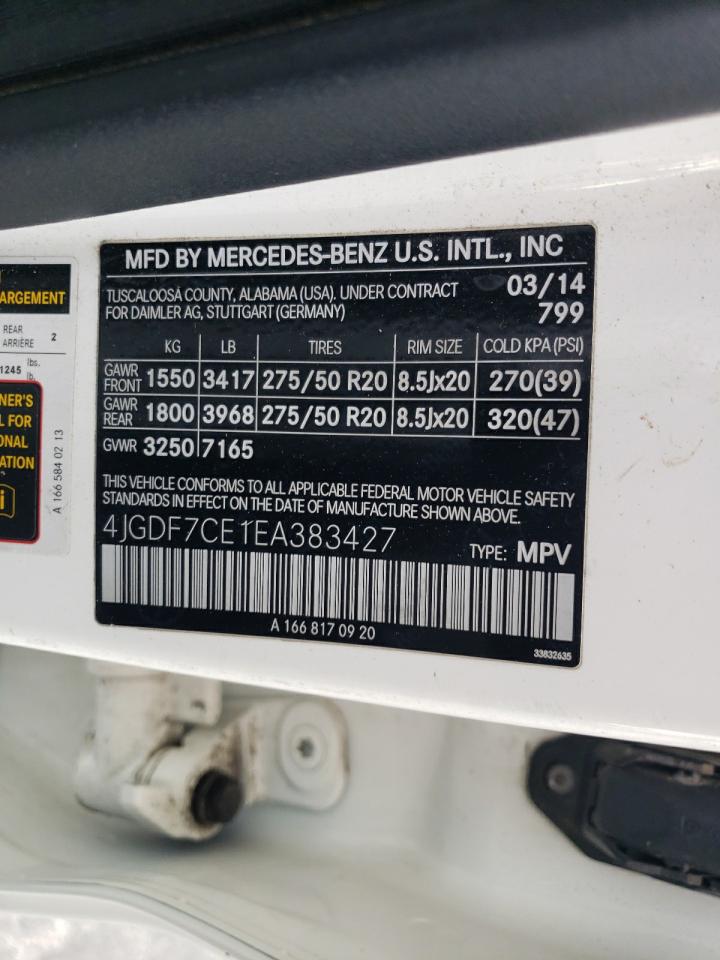 MFD BY MERCEDES-BENZ U.S. INTL., INC
TUSCALOOSA COUNTY, ALABAMA (USA). UNDER CONTRACT 03/14
FOR DAIMLER AG, STUTTGART (GERMANY) 799
KG LB TIRES RIM SIZE COLD KPA (PSI)
GAWR FRONT 1550 3417 275/50 R20 8.5Jx20 270(39)
GAWR REAR 1800 3968 275/50 R20 8.5Jx20 320(47)
GVWR 3250 7165
THIS VEHICLE CONFORMS TO ALL APPLICABLE FEDERAL MOTOR VEHICLE SAFETY
STANDARDS IN EFFECT ON THE DATE OF MANUFACTURE SHOWN ABOVE.
4JGDF7CE1EA383427 TYPE: MPV
A 166 817 09 20
33832635
ARGEMENT
REAR 2
ARRIÈRE
1245 lbs.
lb.
NER'S
L FOR
ONAL
ATION
A 166 584 02 13